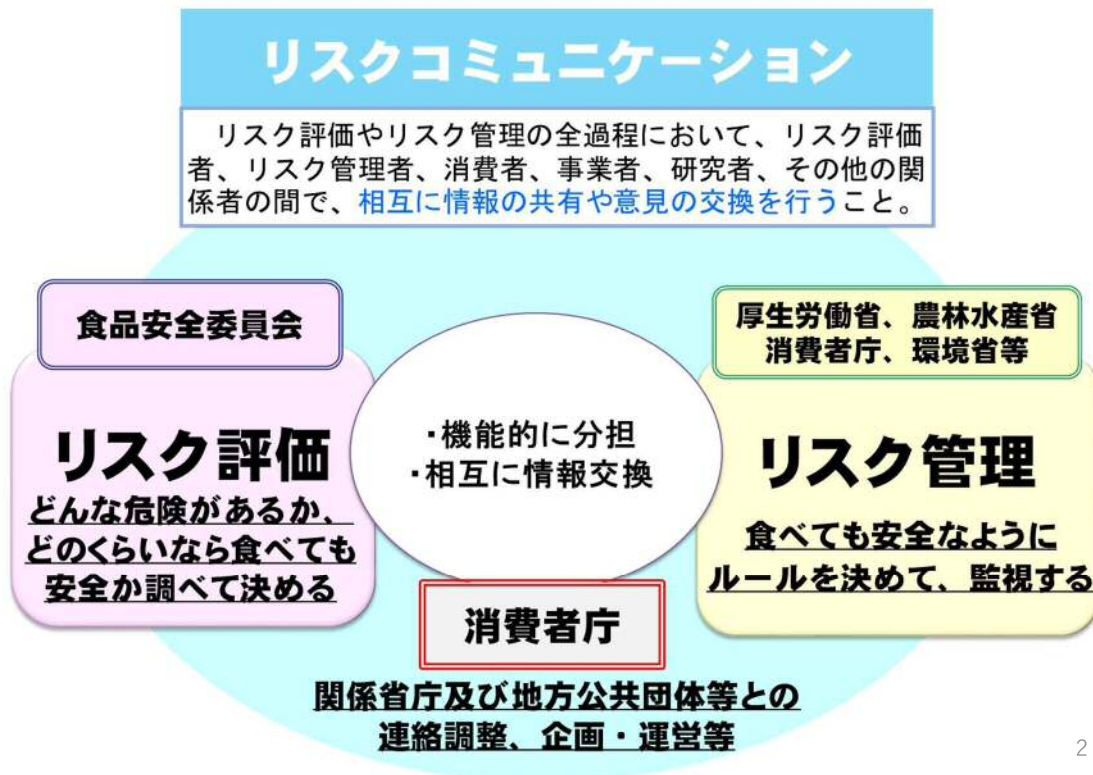 リスクコミュニケーション
リスク評価やリスク管理の全過程において、リスク評価
者、リスク管理者、消費者、事業者、研究者、その他の関
係者の間で、相互に情報の共有や意見の交換を行うこと。
食品安全委員会
リスク評価
どんな危険があるか、
どのくらいなら食べても
安全か調べて決める
・機能的に分担
・相互に情報交換
厚生労働省、農林水産省
消費者庁、環境省等
リスク管理
食べても安全なように
ルールを決めて、監視する
消費者庁
関係省庁及び地方公共団体等との
連絡調整、企画・運営等
2